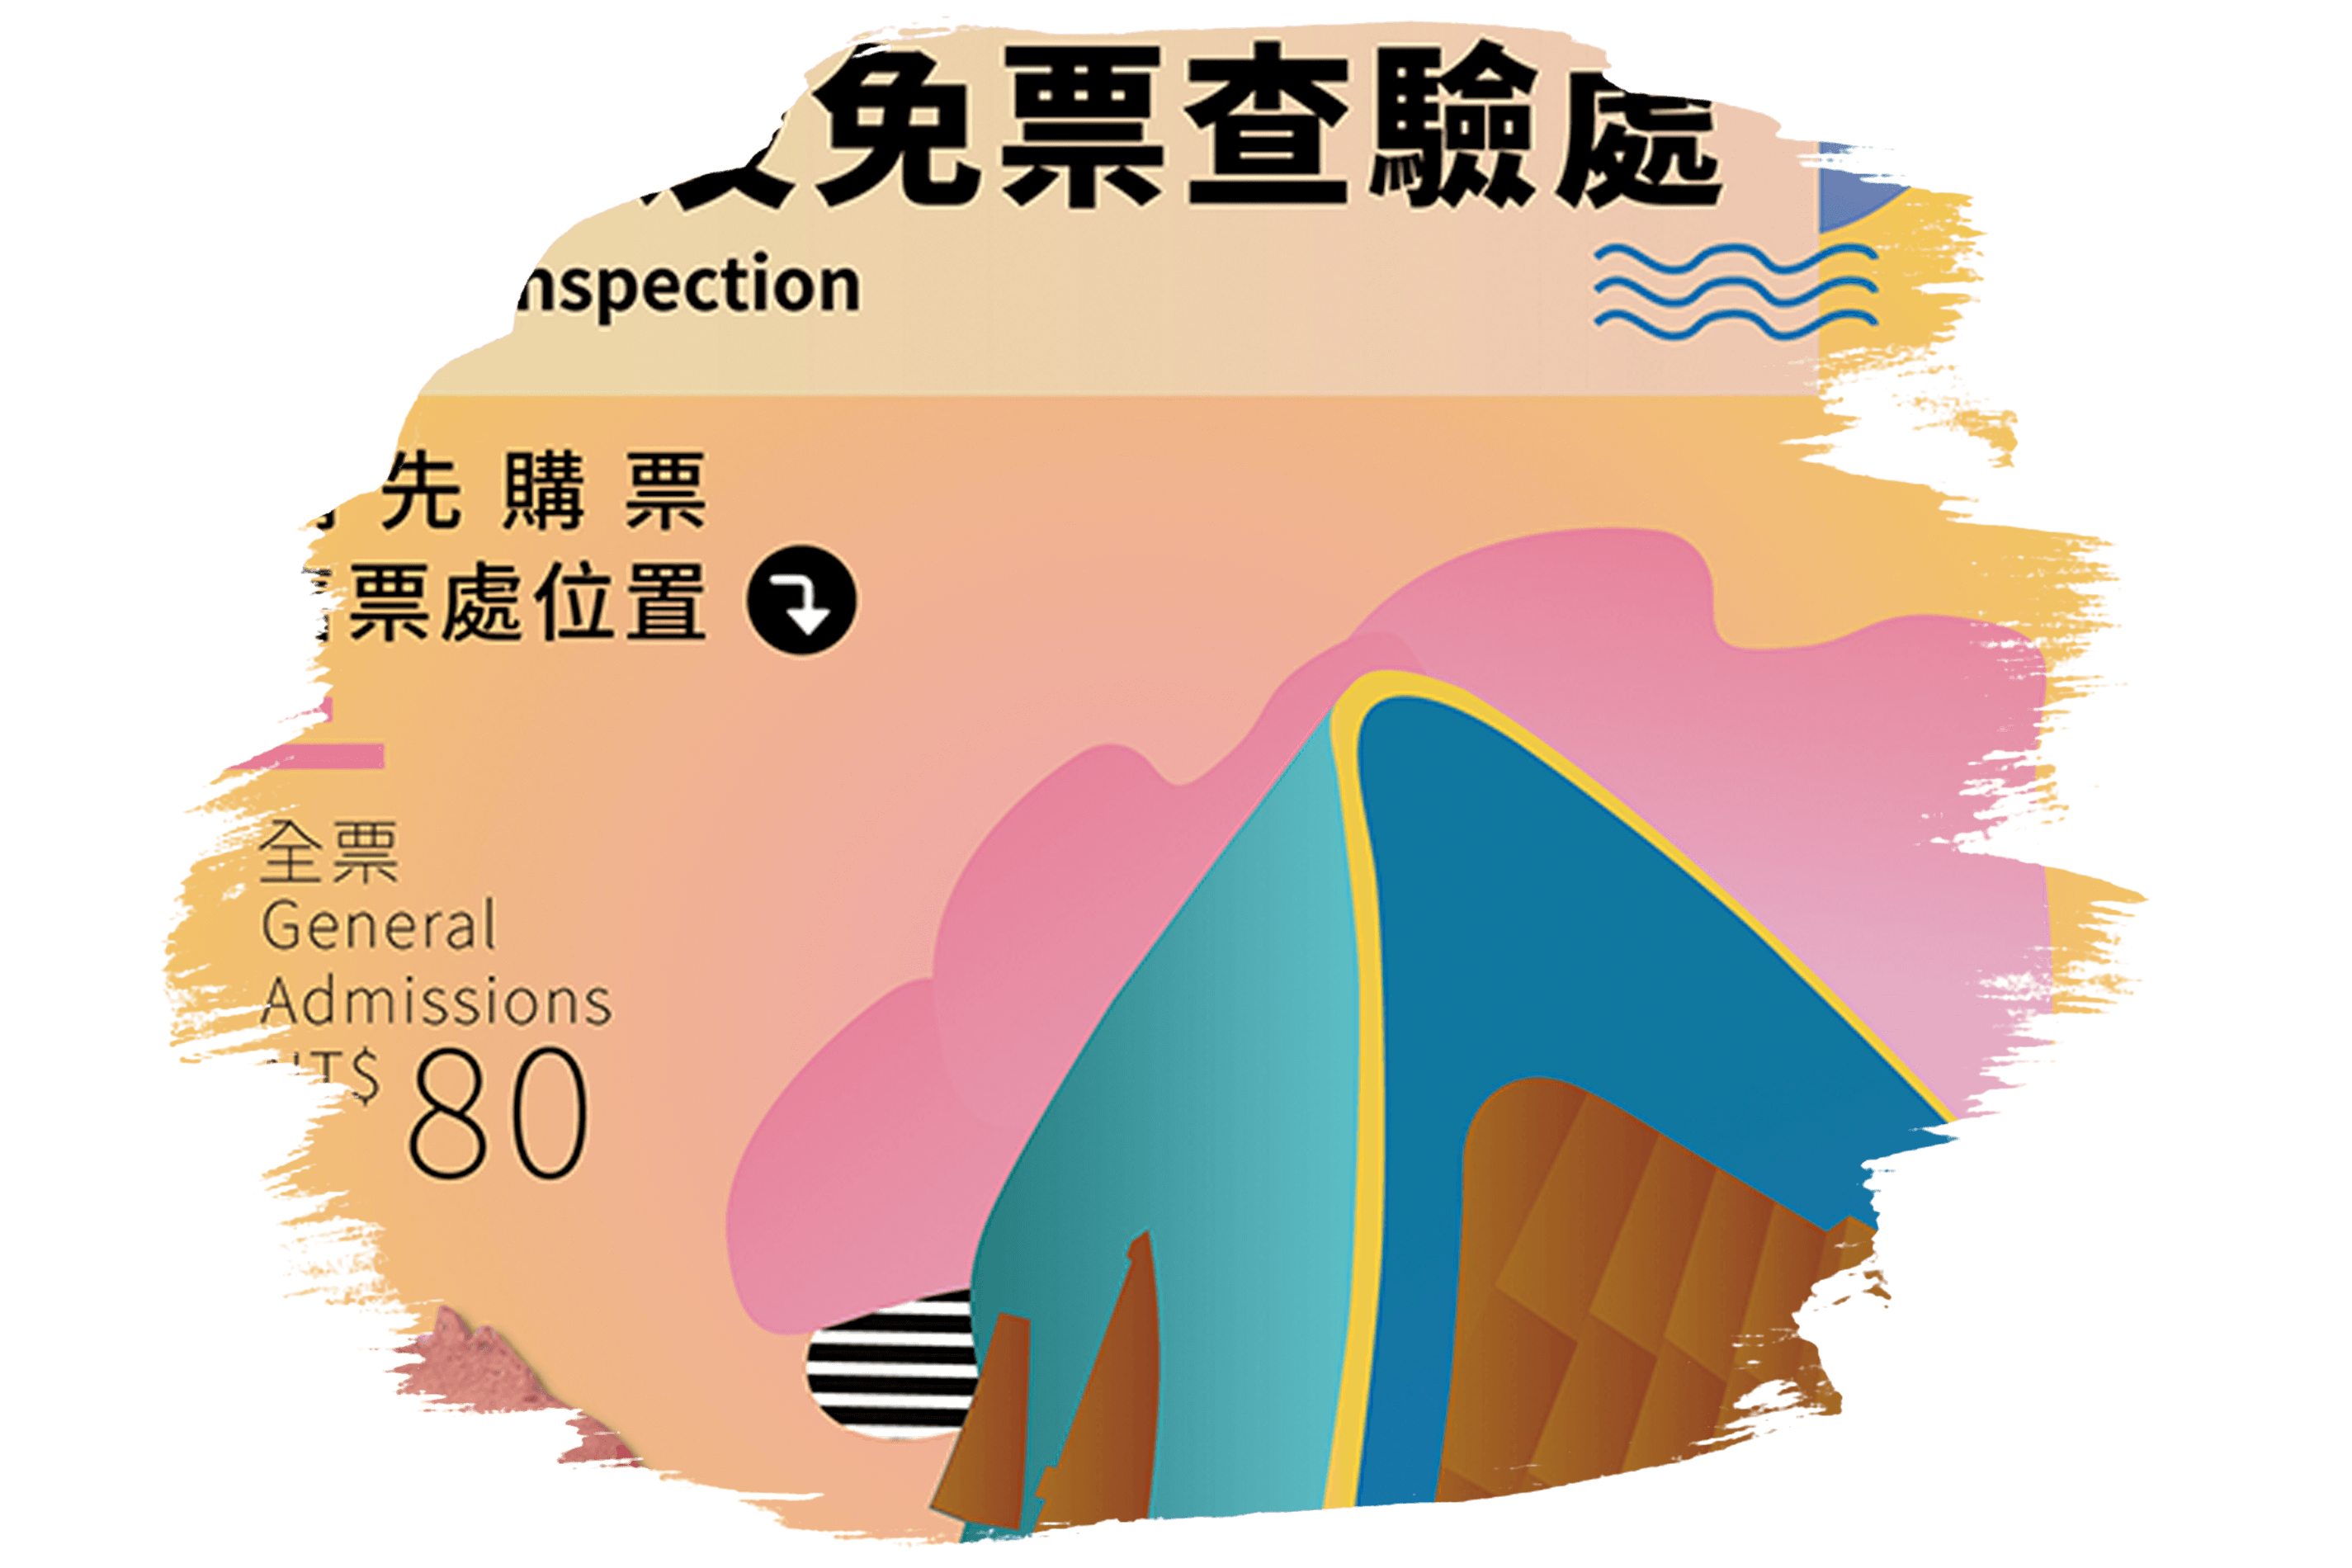 免票查驗處
nspection
先購票
票處位置
全票
General
Admissions
T$ 80